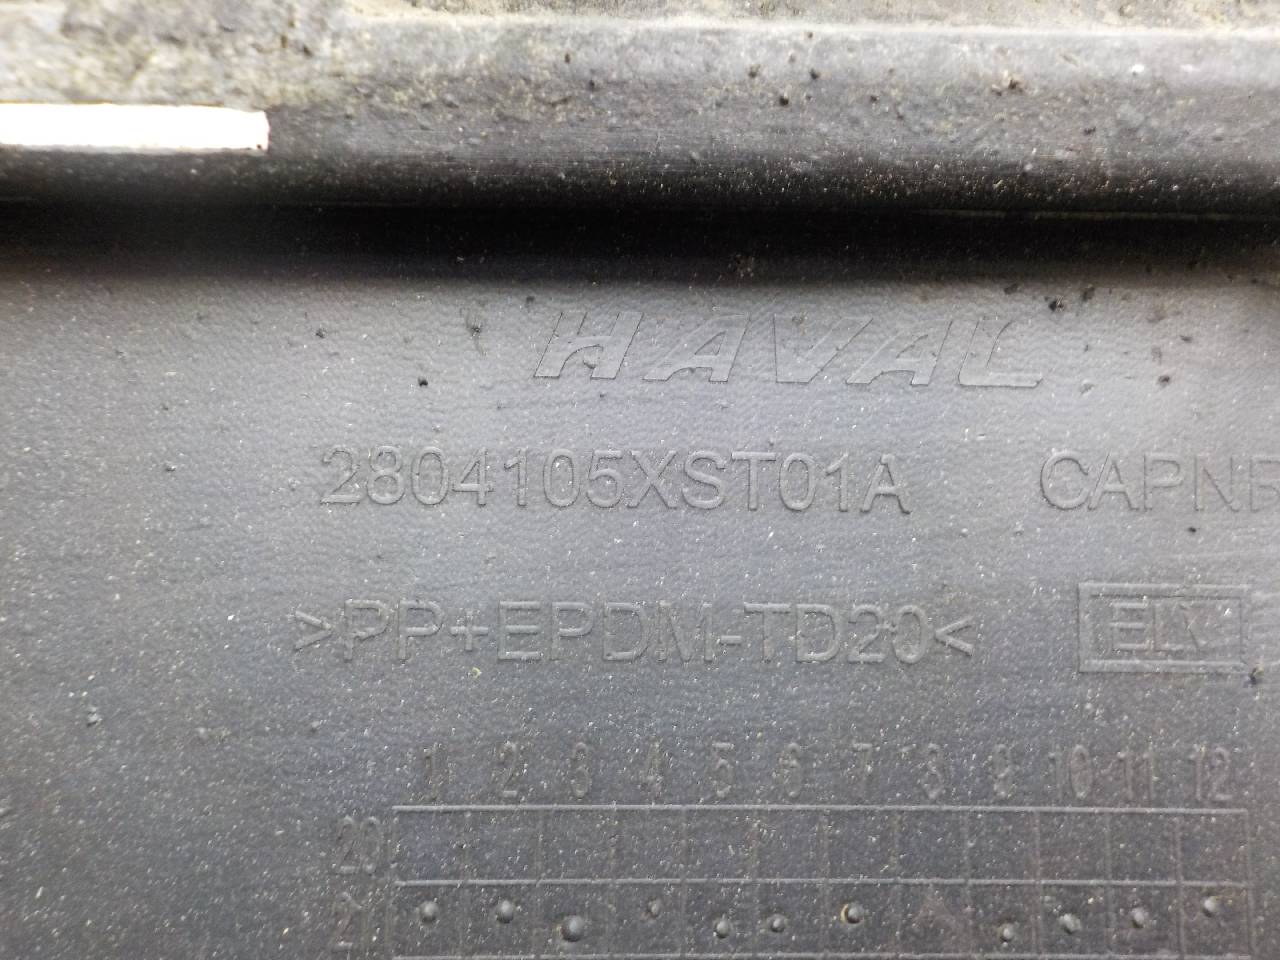 HAVAL
2804105XST01A
>PP+EPDM-TD20<
1 2 3 4 5 6 7 8 9 10 11 12
20
21